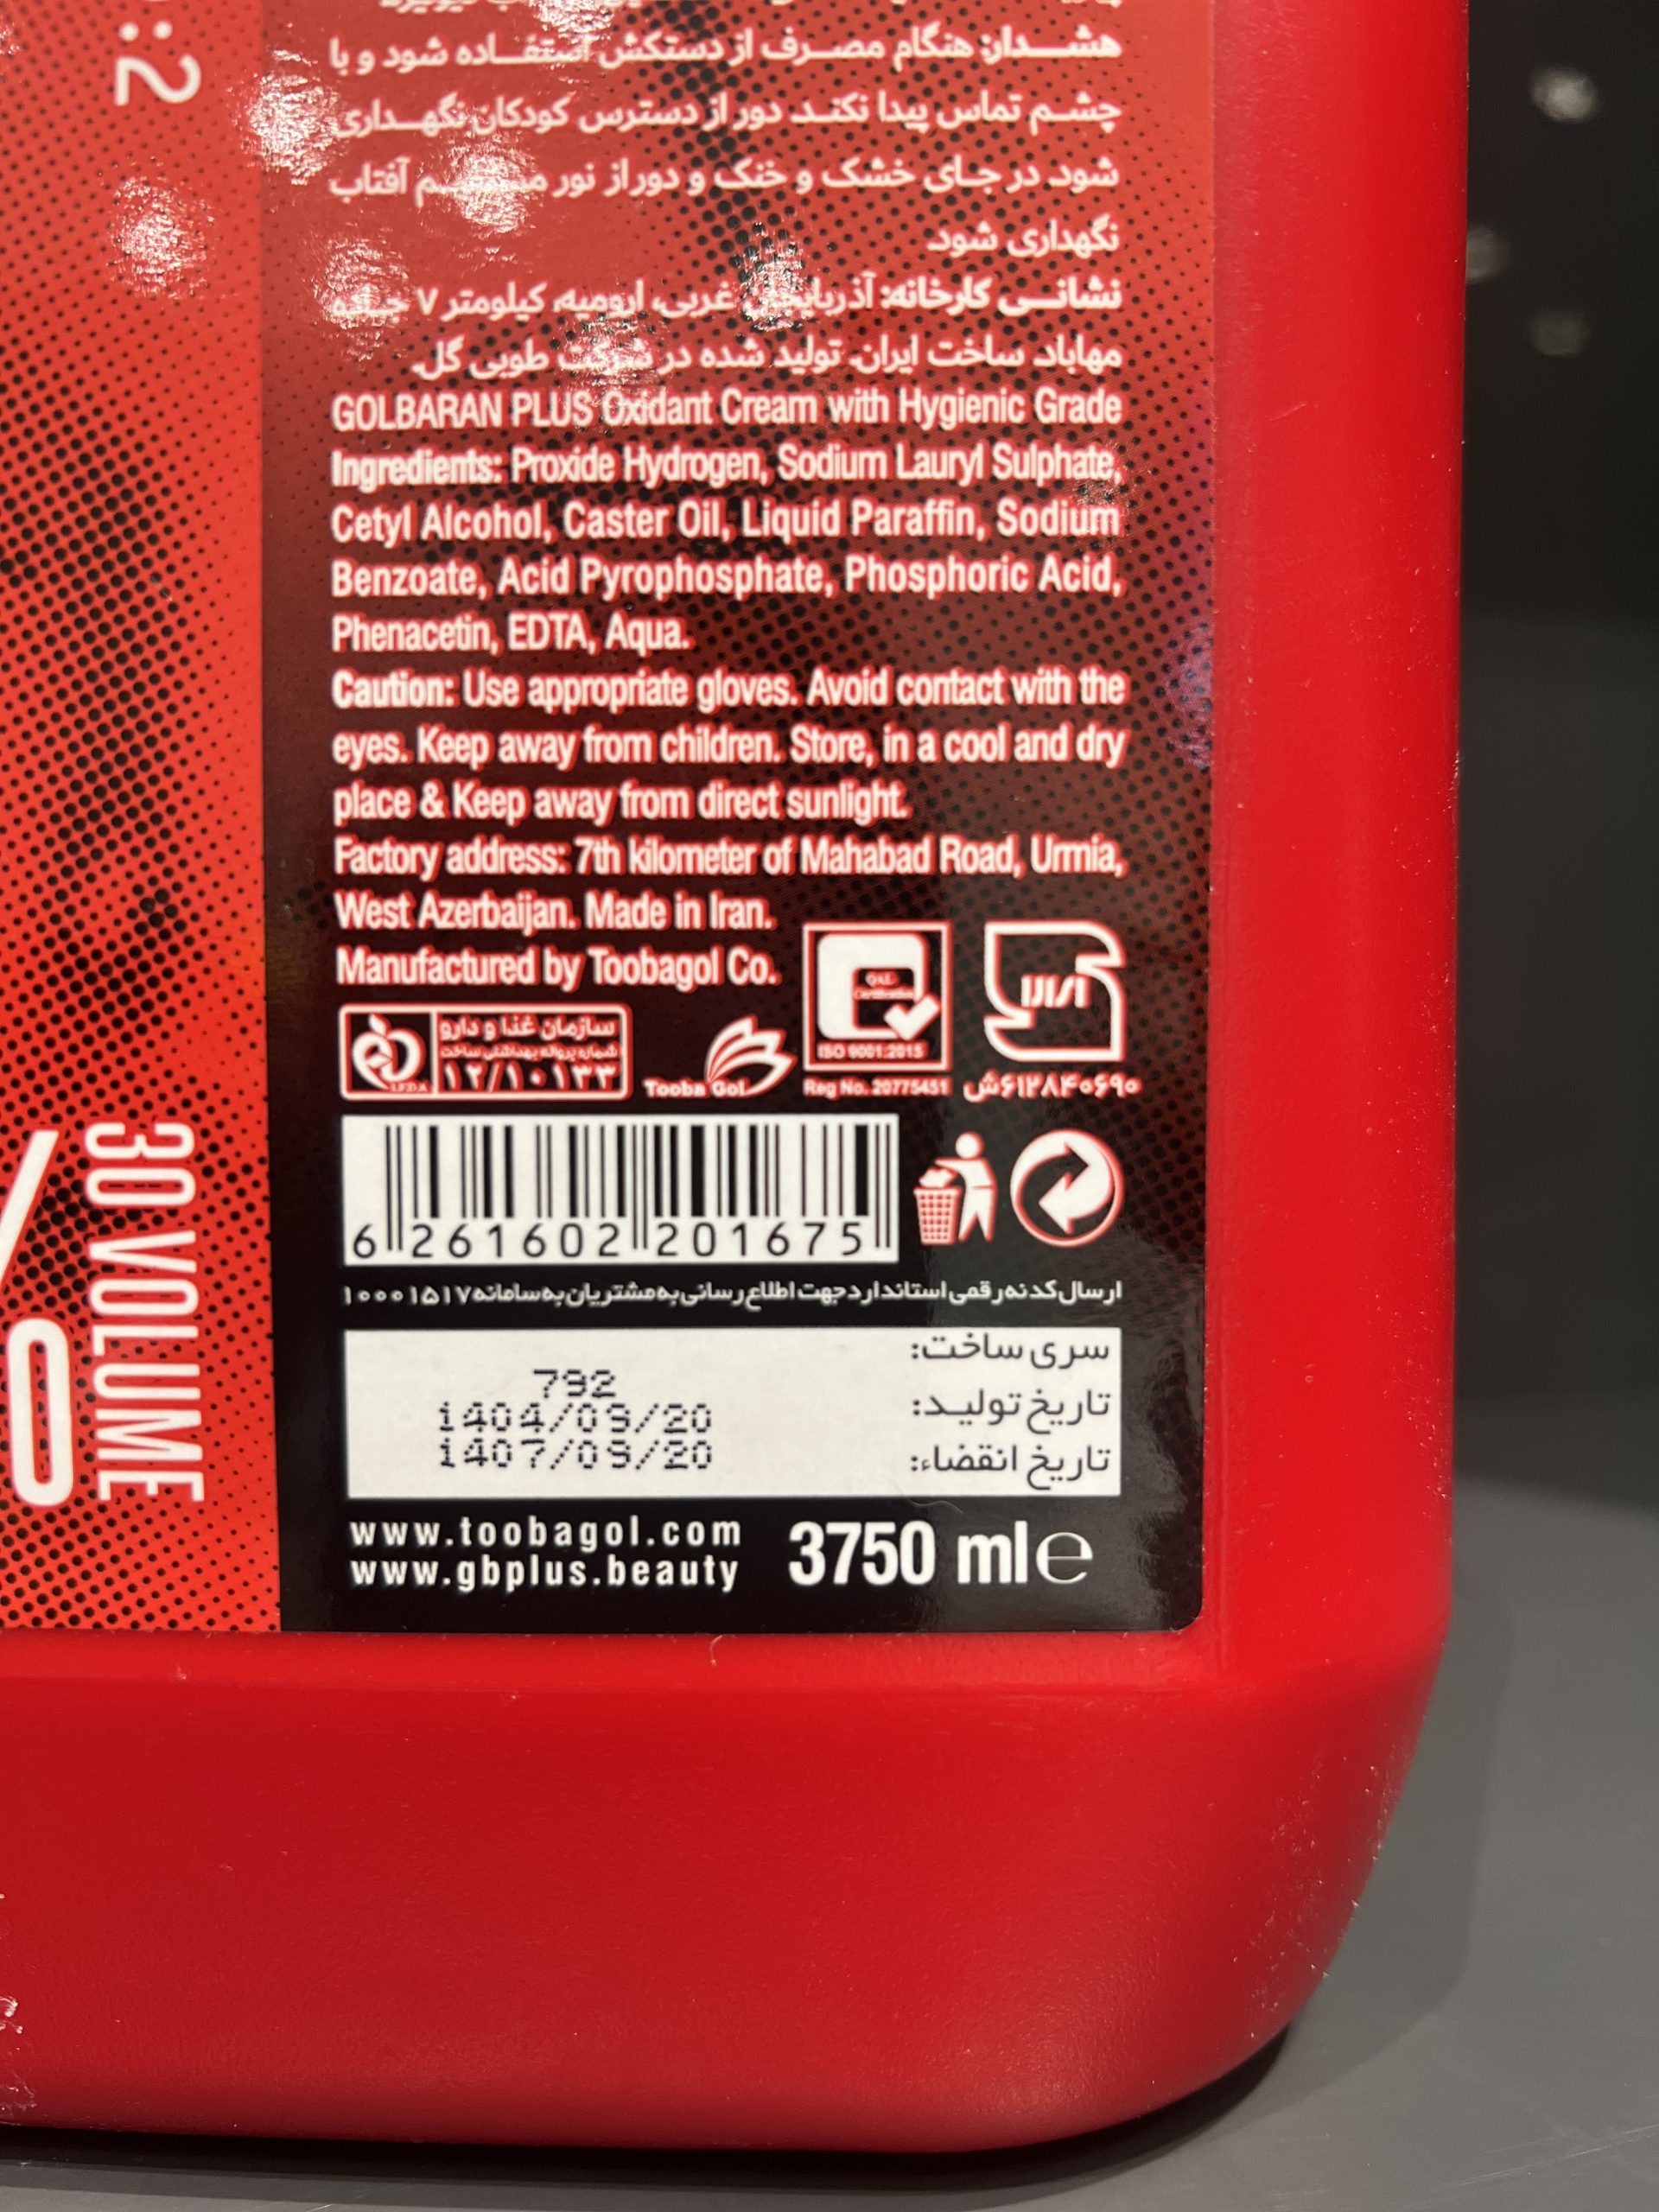 هشدار: هنگام مصرف از دستکش استفاده شود و با
چشم تماس پیدا نکند. دور از دسترس کودکان نگهداری
شود. در جای خشک و خنک و دور از نور آفتاب
نگهداری شود.
نشانی کارخانه: آذربایجان غربی، ارومیه، کیلومتر ۷
مهاباد. ساخت ایران. تولید شده در شرکت طوبی گل.
GOLBARAN PLUS Oxidant Cream with Hygienic Grade
Ingredients: Proxide Hydrogen, Sodium Lauryl Sulphate,
Cetyl Alcohol, Caster Oil, Liquid Paraffin, Sodium
Benzoate, Acid Pyrophosphate, Phosphoric Acid,
Phenacetin, EDTA, Aqua.
Caution: Use appropriate gloves. Avoid contact with the
eyes. Keep away from children. Store, in a cool and dry
place & Keep away from direct sunlight.
Factory address: 7th kilometer of Mahabad Road, Urmia,
West Azerbaijan. Made in Iran.
Manufactured by Toobagol Co.
سازمان غذا و دارو
شماره پروانه بهداشتی ساخت
۱۲/۱۰۱۳۳
Tooba Gol
ISO 9001:2015
Reg No. 20775451
ش۶۱۲۸۴۰۶۹۰
6 261602 201675
ارسال کد نه رقمی استاندارد جهت اطلاع رسانی به مشتریان به سامانه ۱۰۰۰۱۵۱۷
سری ساخت:
792
تاریخ تولید:
1404/09/20
تاریخ انقضاء:
1407/09/20
www.toobagol.com
www.gbplus.beauty
3750 ml e
30 VOLUME
:2